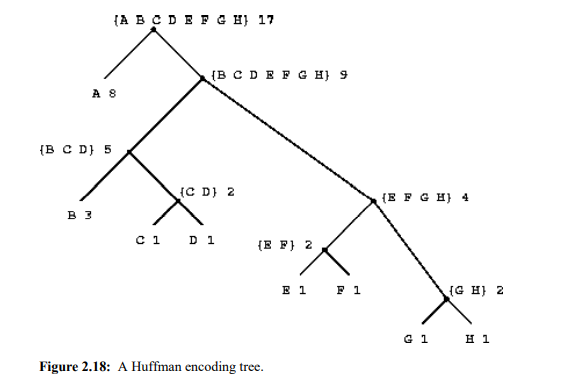 {A B C D E F G H} 17
{B C D E F G H} 9
A 8
{B C D} 5
{C D} 2
{E F G H} 4
B 3
C 1
D 1
{E F} 2
E 1
F 1
{G H} 2
G 1
H 1
Figure 2.18: A Huffman encoding tree.